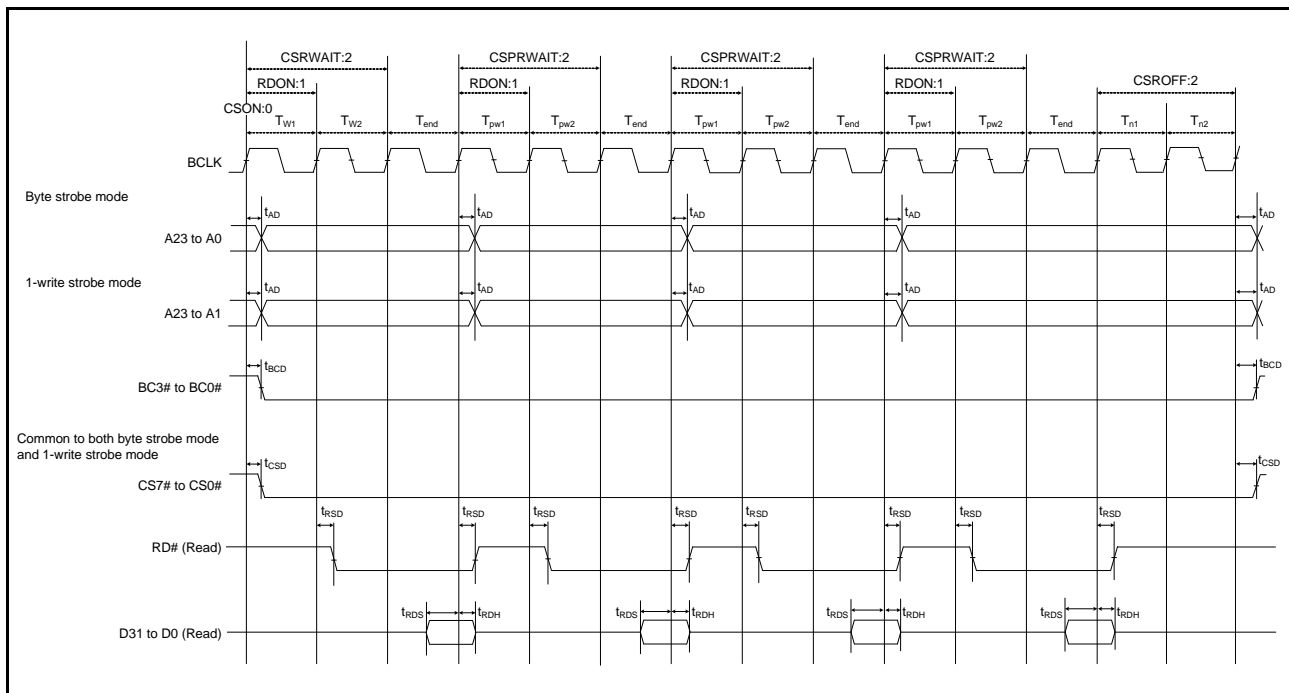 CSRWAIT:2 CSPRWAIT:2 CSPRWAIT:2 CSPRWAIT:2
RDON:1 RDON:1 RDON:1 RDON:1 CSROFF:2
CSON:0
TW1 TW2 Tend Tpw1 Tpw2 Tend Tpw1 Tpw2 Tend Tpw1 Tpw2 Tend Tn1 Tn2
BCLK
Byte strobe mode
tAD tAD tAD tAD tAD
A23 to A0
1-write strobe mode
tAD tAD tAD tAD tAD
A23 to A1
tBCD tBCD
BC3# to BC0#
Common to both byte strobe mode
and 1-write strobe mode
tCSD tCSD
CS7# to CS0#
tRSD tRSD tRSD tRSD tRSD tRSD tRSD tRSD
RD# (Read)
tRDS tRDH tRDS tRDH tRDS tRDH tRDS tRDH
D31 to D0 (Read)